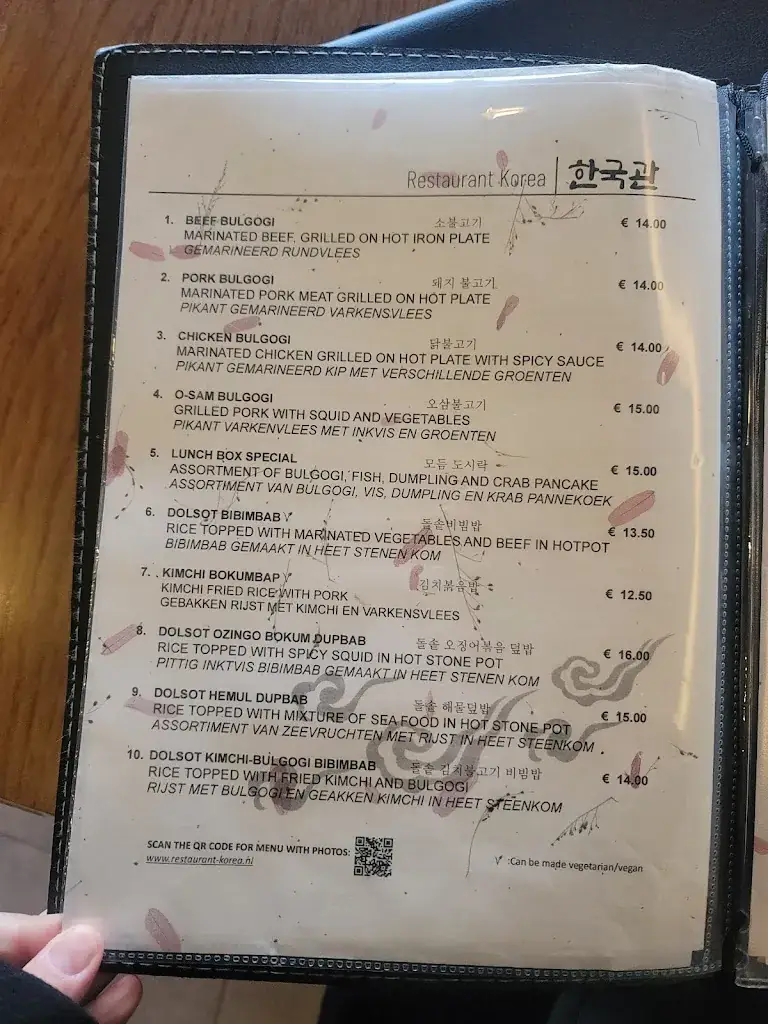 Restaurant Korea 한국관
1. BEEF BULGOGI 소불고기 € 14.00
MARINATED BEEF, GRILLED ON HOT IRON PLATE
GEMARINEERD RUNDVLEES
2. PORK BULGOGI 돼지 불고기 € 14.00
MARINATED PORK MEAT GRILLED ON HOT PLATE
PIKANT GEMARINEERD VARKENSVLEES
3. CHICKEN BULGOGI 닭불고기 € 14.00
MARINATED CHICKEN GRILLED ON HOT PLATE WITH SPICY SAUCE
PIKANT GEMARINEERD KIP MET VERSCHILLENDE GROENTEN
4. O-SAM BULGOGI 오삼불고기 € 15.00
GRILLED PORK WITH SQUID AND VEGETABLES
PIKANT VARKENVLEES MET INKVIS EN GROENTEN
5. LUNCH BOX SPECIAL 모듬 도시락 € 15.00
ASSORTMENT OF BULGOGI, FISH, DUMPLING AND CRAB PANCAKE
ASSORTIMENT VAN BULGOGI, VIS, DUMPLING EN KRAB PANNEKOEK
6. DOLSOT BIBIMBAB V 돌솥비빔밥 € 13.50
RICE TOPPED WITH MARINATED VEGETABLES AND BEEF IN HOTPOT
BIBIMBAB GEMAAKT IN HEET STENEN KOM
7. KIMCHI BOKUMBAP V 김치볶음밥 € 12.50
KIMCHI FRIED RICE WITH PORK
GEBAKKEN RIJST MET KIMCHI EN VARKENSVLEES
8. DOLSOT OZINGO BOKUM DUPBAB 돌솥 오징어볶음 덮밥 € 16.00
RICE TOPPED WITH SPICY SQUID IN HOT STONE POT
PITTIG INKTVIS BIBIMBAB GEMAAKT IN HEET STENEN KOM
9. DOLSOT HEMUL DUPBAB 돌솥 해물덮밥 € 15.00
RICE TOPPED WITH MIXTURE OF SEA FOOD IN HOT STONE POT
ASSORTIMENT VAN ZEEVRUCHTEN MET RIJST IN HEET STEENKOM
10. DOLSOT KIMCHI-BULGOGI BIBIMBAB 돌솥 김치불고기 비빔밥 € 14.00
RICE TOPPED WITH FRIED KIMCHI AND BULGOGI
RIJST MET BULGOGI EN GEAKKEN KIMCHI IN HEET STEENKOM
SCAN THE QR CODE FOR MENU WITH PHOTOS:
www.restaurant-korea.nl
V :Can be made vegetarian/vegan